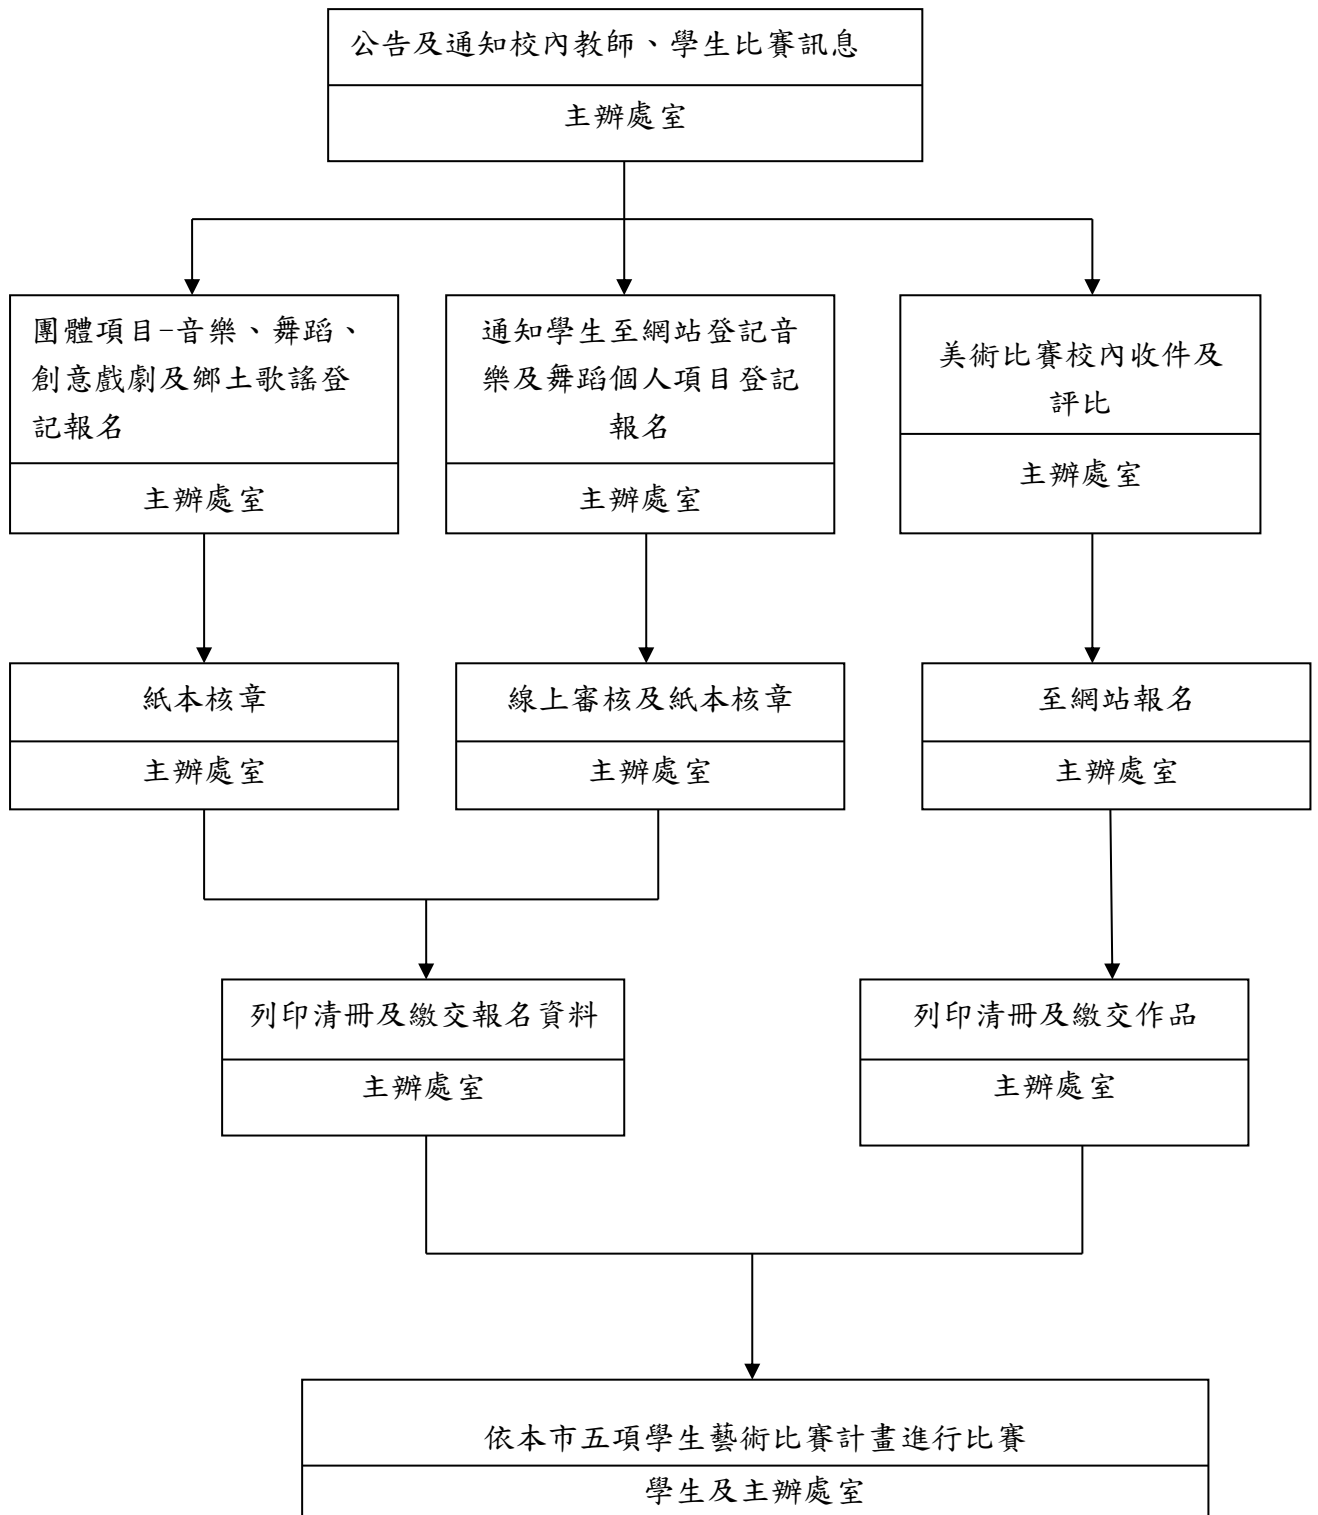 公告及通知校內教師、學生比賽訊息
主辦處室
團體項目-音樂、舞蹈、
創意戲劇及鄉土歌謠登
記報名
主辦處室
通知學生至網站登記音
樂及舞蹈個人項目登記
報名
主辦處室
美術比賽校內收件及
評比
主辦處室
紙本核章
主辦處室
線上審核及紙本核章
主辦處室
至網站報名
主辦處室
列印清冊及繳交報名資料
主辦處室
列印清冊及繳交作品
主辦處室
依本市五項學生藝術比賽計畫進行比賽
學生及主辦處室